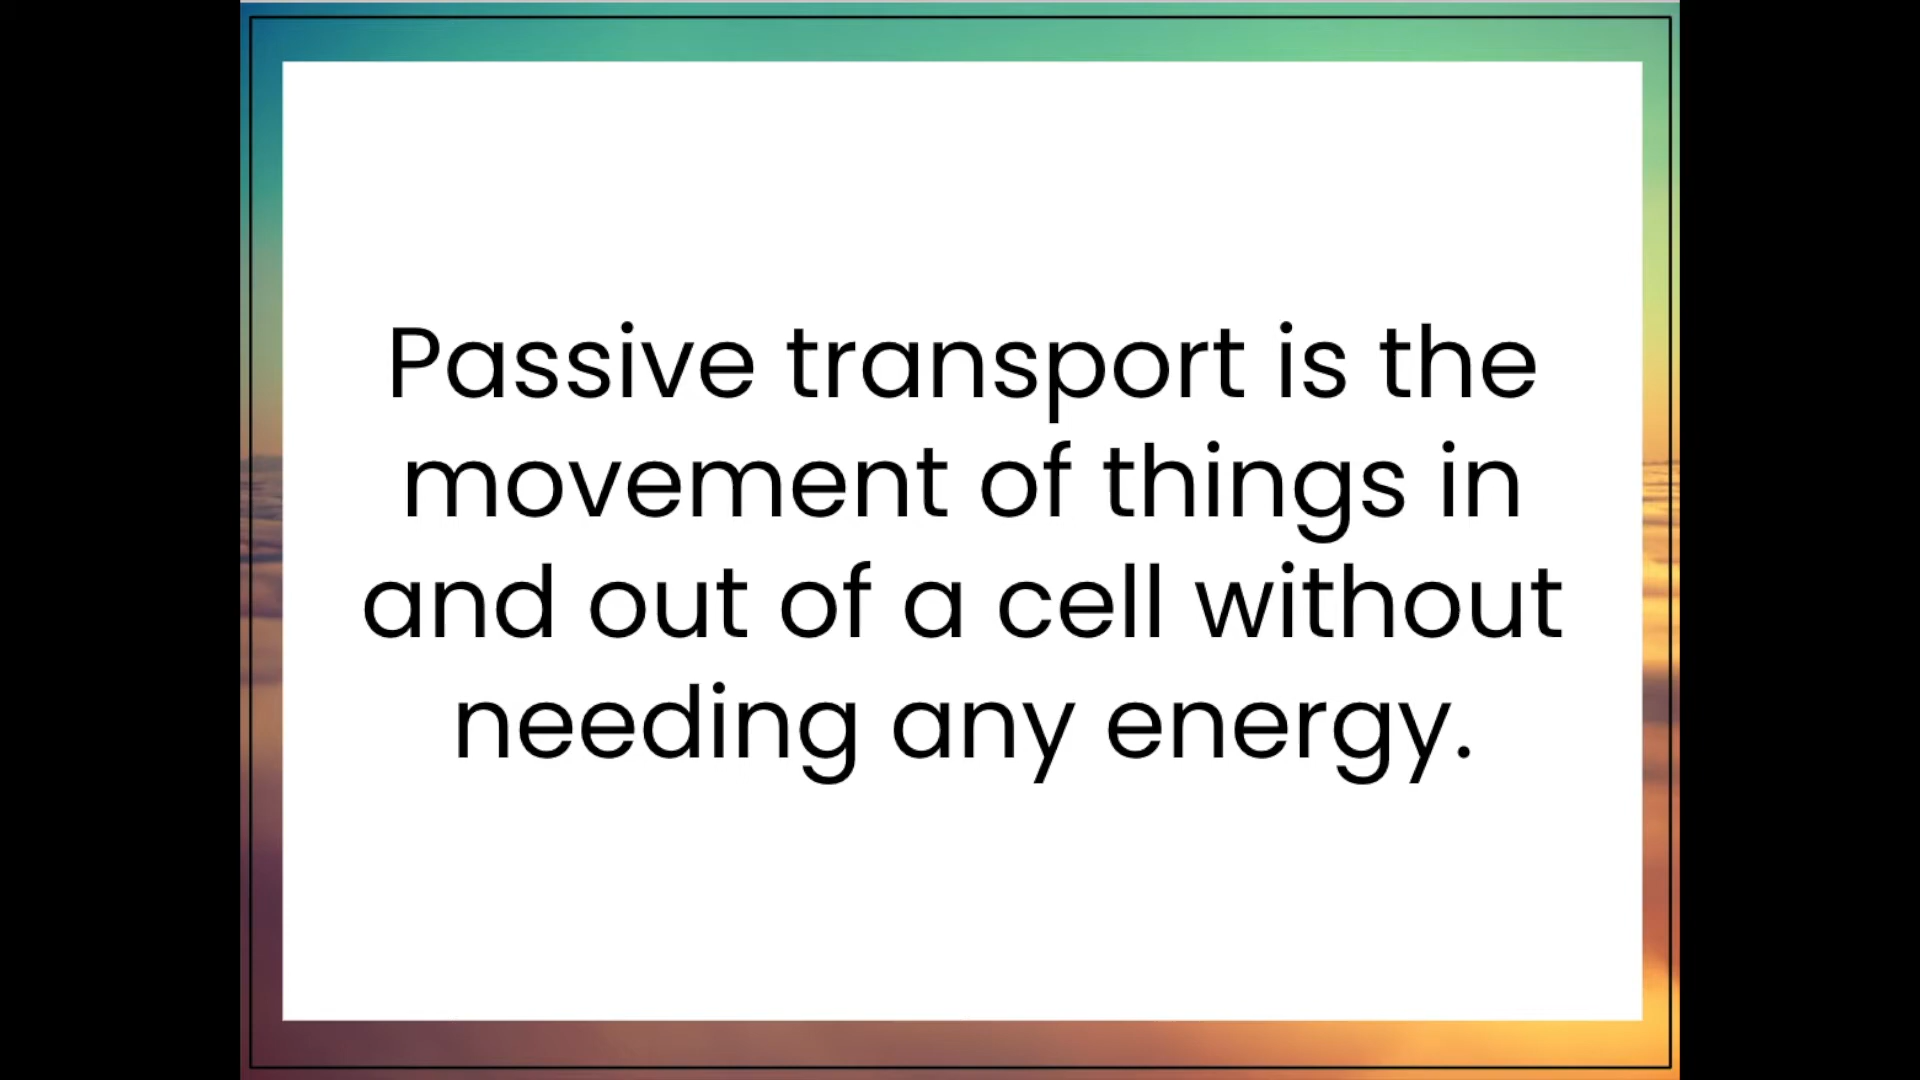 Passive transport is the
movement of things in
and out of a cell without
needing any energy.